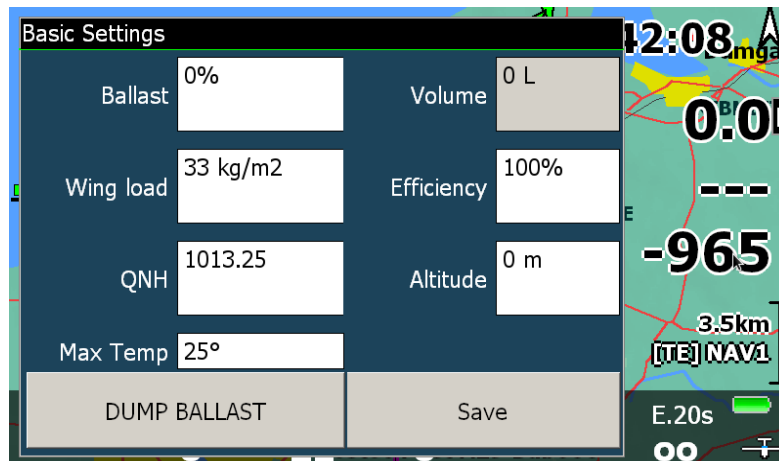 Basic Settings
Ballast 0% Volume 0 L
Wing load 33 kg/m2 Efficiency 100%
QNH 1013.25 Altitude 0 m
Max Temp 25°
DUMP BALLAST Save
42:08
0.0
---
-965
3.5km
[TE] NAV1
E.20s